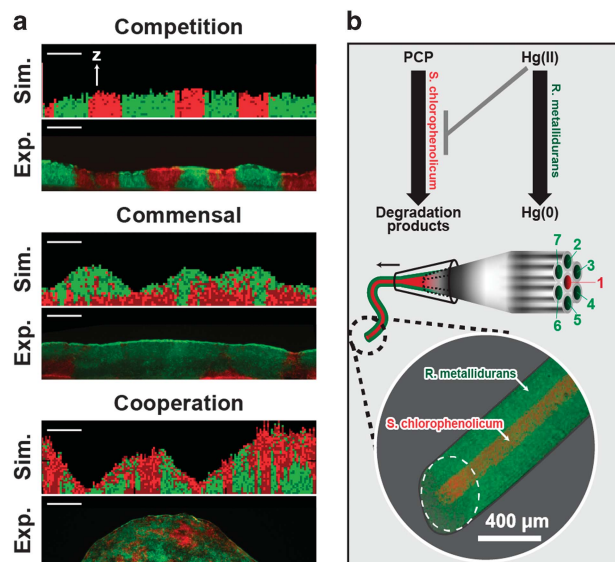 a
Competition
Sim.
z
Exp.
Commensal
Sim.
Exp.
Cooperation
Sim.
Exp.
b
PCP
Hg(II)
S. chlorophenolicum
R. metallidurans
Degradation
products
Hg(0)
7
2
3
1
4
6
5
R. metallidurans
S. chlorophenolicum
400 µm